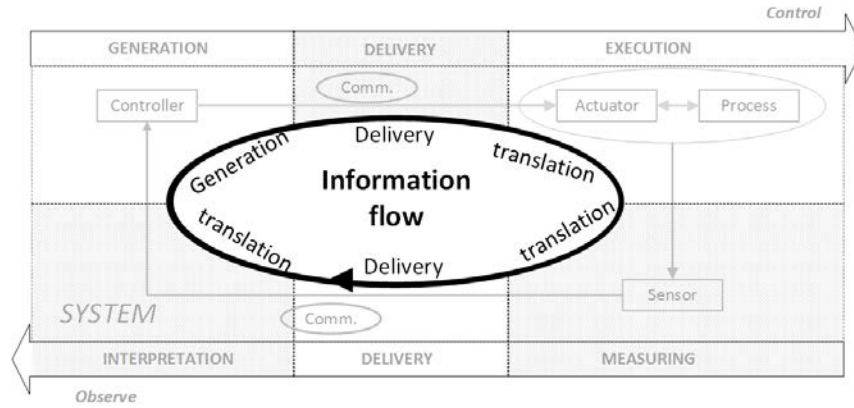 Control
GENERATION DELIVERY EXECUTION
Comm.
Controller Actuator Process
Delivery
Generation translation
Information
flow
translation translation
Delivery
Sensor
SYSTEM Comm.
INTERPRETATION DELIVERY MEASURING
Observe